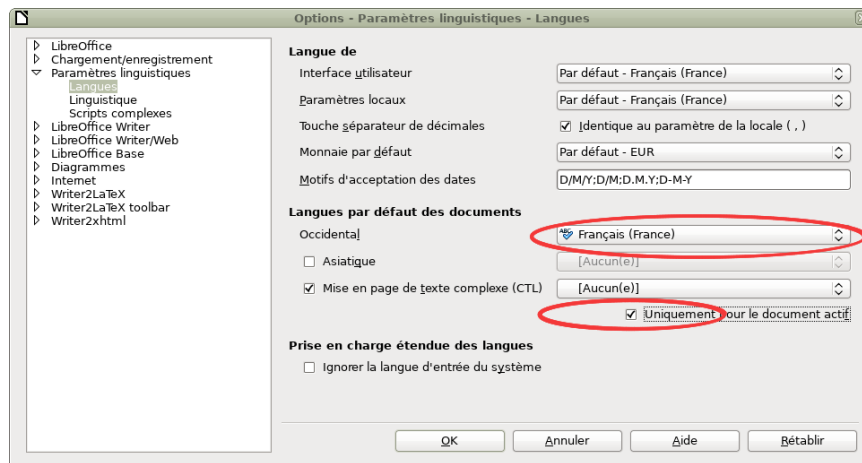 Options - Paramètres linguistiques - Langues
LibreOffice
Chargement/enregistrement
Paramètres linguistiques
Langues
Linguistique
Scripts complexes
LibreOffice Writer
LibreOffice Writer/Web
LibreOffice Base
Diagrammes
Internet
Writer2LaTeX
Writer2LaTeX toolbar
Writer2xhtml
Langue de
Interface utilisateur Par défaut - Français (France)
Paramètres locaux Par défaut - Français (France)
Touche séparateur de décimales Identique au paramètre de la locale ( , )
Monnaie par défaut Par défaut - EUR
Motifs d'acceptation des dates D/M/Y;D/M;D.M.Y;D-M-Y
Langues par défaut des documents
Occidental ABC Français (France)
Asiatique [Aucun(e)]
Mise en page de texte complexe (CTL) [Aucun(e)]
Uniquement pour le document actif
Prise en charge étendue des langues
Ignorer la langue d'entrée du système
OK Annuler Aide Rétablir